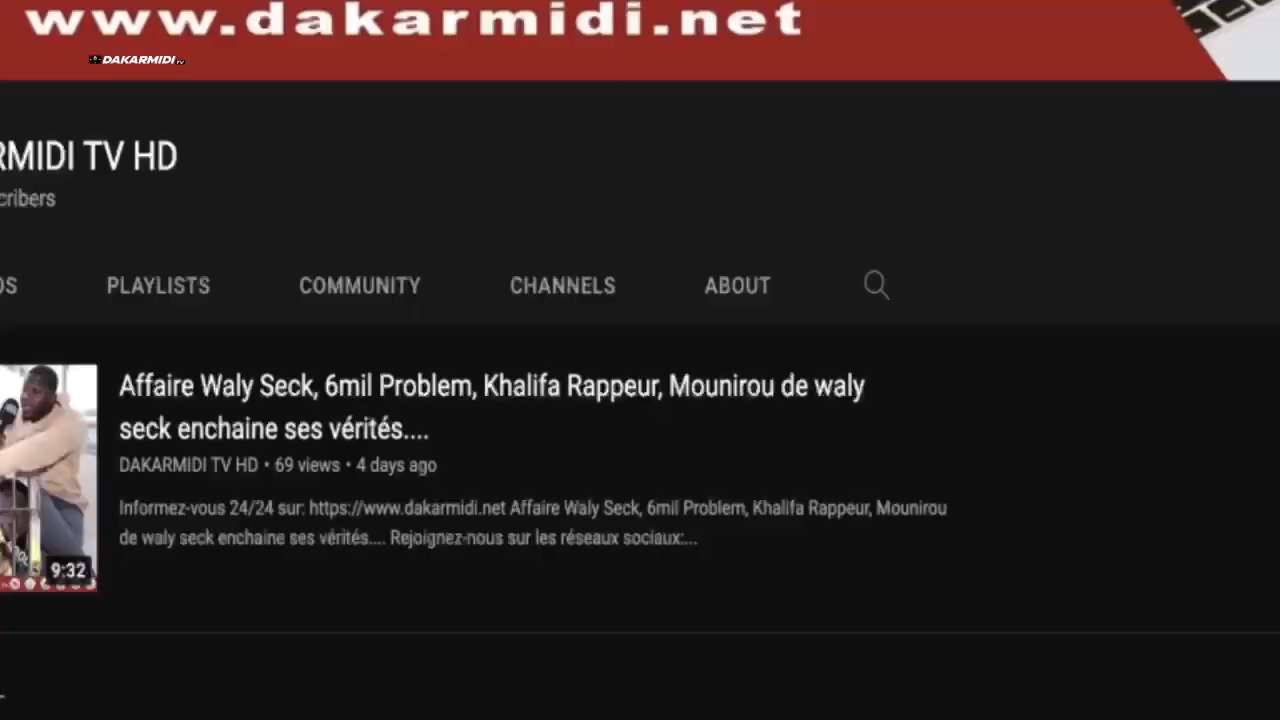 www.dakarmidi.net
DAKARMIDI TV
RMIDI TV HD
cribers
OS PLAYLISTS COMMUNITY CHANNELS ABOUT
Affaire Waly Seck, 6mil Problem, Khalifa Rappeur, Mounirou de waly
seck enchaine ses vérités....
DAKARMIDI TV HD • 69 views • 4 days ago
Informez-vous 24/24 sur: https://www.dakarmidi.net Affaire Waly Seck, 6mil Problem, Khalifa Rappeur, Mounirou
de waly seck enchaine ses vérités.... Rejoignez-nous sur les réseaux sociaux:...
9:32